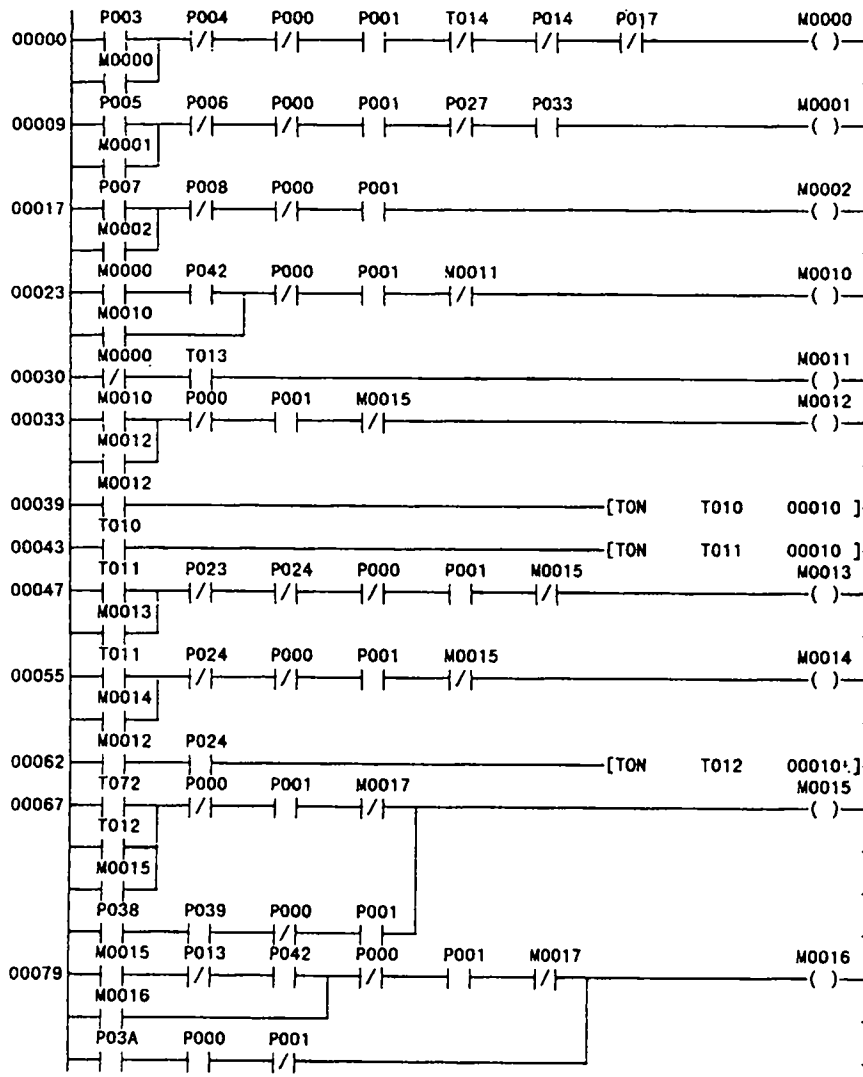 P003 P004 P000 P001 T014 P014 P017 M0000
00000 ( )
M0000
P005 P006 P000 P001 P027 P033 M0001
00009 ( )
M0001
P007 P008 P000 P001 M0002
00017 ( )
M0002
M0000 P042 P000 P001 M0011 M0010
00023 ( )
M0010
M0000 T013 M0011
00030 ( )
M0010 P000 P001 M0015 M0012
00033 ( )
M0012
M0012
00039 [TON T010 00010 ]
T010
00043 [TON T011 00010 ]
T011 P023 P024 P000 P001 M0015 M0013
00047 ( )
M0013
T011 P024 P000 P001 M0015 M0014
00055 ( )
M0014
M0012 P024
00062 [TON T012 00010 ]
T072 P000 P001 M0017 M0015
00067 ( )
T012
M0015
P038 P039 P000 P001
M0015 P013 P042 P000 P001 M0017 M0016
00079 ( )
M0016
P03A P000 P001